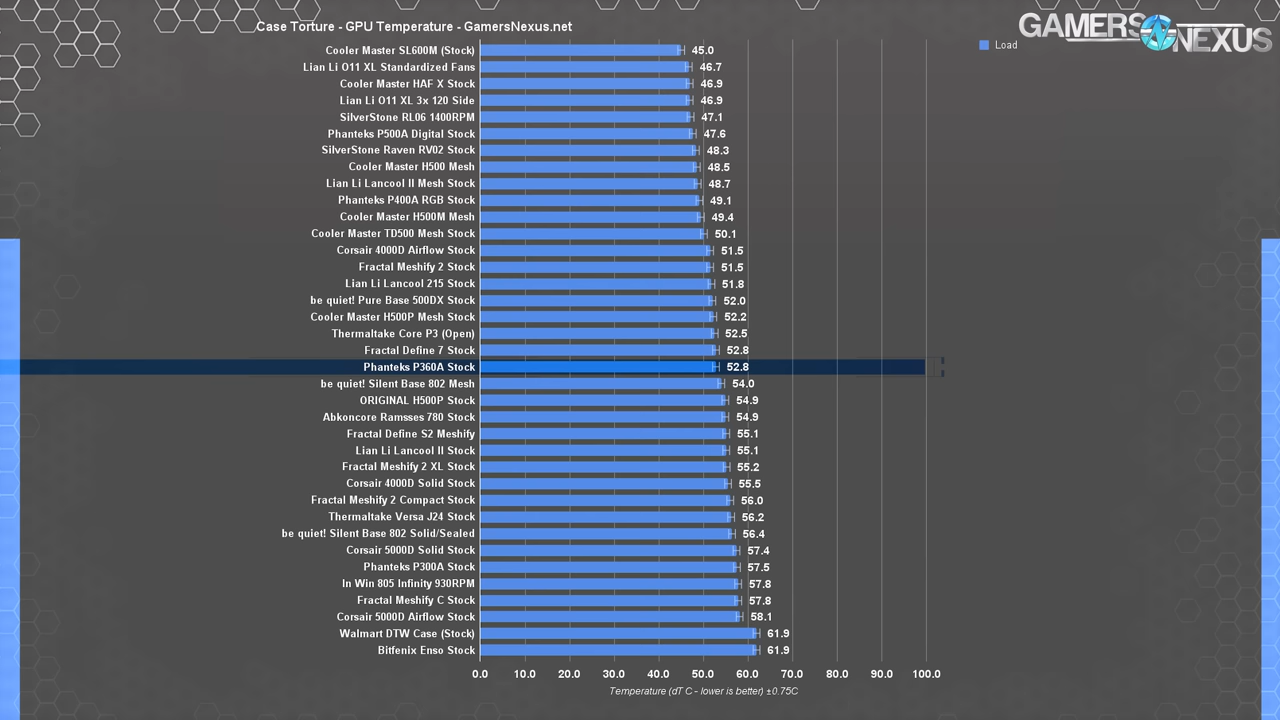 Case Torture - GPU Temperature - GamersNexus.net
GAMERS NEXUS
Load
Cooler Master SL600M (Stock) 45.0
Lian Li O11 XL Standardized Fans 46.7
Cooler Master HAF X Stock 46.9
Lian Li O11 XL 3x 120 Side 46.9
SilverStone RL06 1400RPM 47.1
Phanteks P500A Digital Stock 47.6
SilverStone Raven RV02 Stock 48.3
Cooler Master H500 Mesh 48.5
Lian Li Lancool II Mesh Stock 48.7
Phanteks P400A RGB Stock 49.1
Cooler Master H500M Mesh 49.4
Cooler Master TD500 Mesh Stock 50.1
Corsair 4000D Airflow Stock 51.5
Fractal Meshify 2 Stock 51.5
Lian Li Lancool 215 Stock 51.8
be quiet! Pure Base 500DX Stock 52.0
Cooler Master H500P Mesh Stock 52.2
Thermaltake Core P3 (Open) 52.5
Fractal Define 7 Stock 52.8
Phanteks P360A Stock 52.8
be quiet! Silent Base 802 Mesh 54.0
ORIGINAL H500P Stock 54.9
Abkoncore Ramsses 780 Stock 54.9
Fractal Define S2 Meshify 55.1
Lian Li Lancool II Stock 55.1
Fractal Meshify 2 XL Stock 55.2
Corsair 4000D Solid Stock 55.5
Fractal Meshify 2 Compact Stock 56.0
Thermaltake Versa J24 Stock 56.2
be quiet! Silent Base 802 Solid/Sealed 56.4
Corsair 5000D Solid Stock 57.4
Phanteks P300A Stock 57.5
In Win 805 Infinity 930RPM 57.8
Fractal Meshify C Stock 57.8
Corsair 5000D Airflow Stock 58.1
Walmart DTW Case (Stock) 61.9
Bitfenix Enso Stock 61.9
0.0 10.0 20.0 30.0 40.0 50.0 60.0 70.0 80.0 90.0 100.0
Temperature (dT C - lower is better) ±0.75C